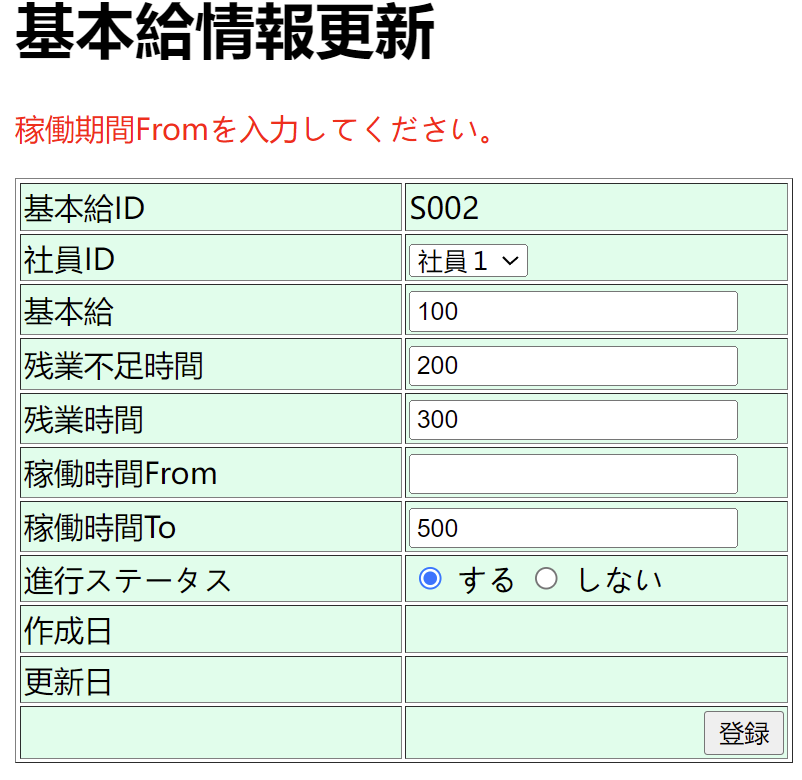 基本給情報更新
稼働期間Fromを入力してください。
基本給ID S002
社員ID 社員１
基本給 100
残業不足時間 200
残業時間 300
稼働時間From
稼働時間To 500
進行ステータス する しない
作成日
更新日
登録